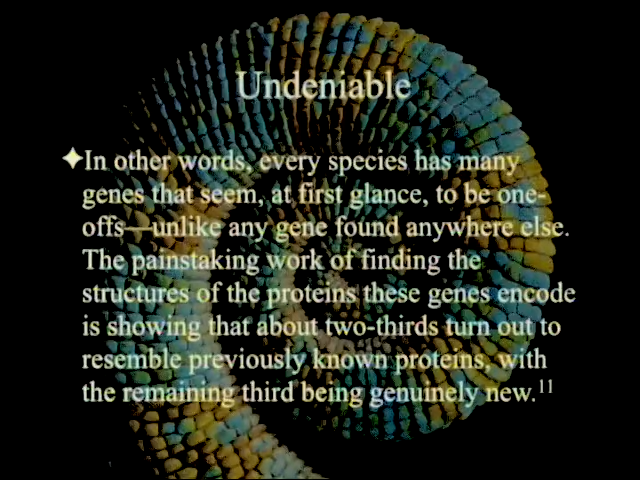 Undeniable
✦In other words, every species has many
genes that seem, at first glance, to be one-
offs—unlike any gene found anywhere else.
The painstaking work of finding the
structures of the proteins these genes encode
is showing that about two-thirds turn out to
resemble previously known proteins, with
the remaining third being genuinely new.¹¹